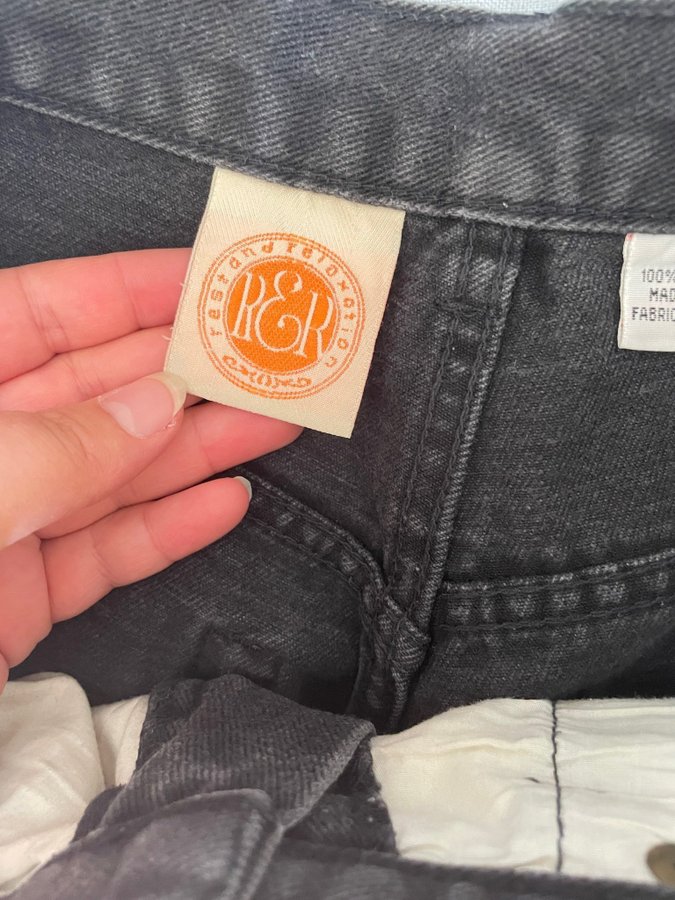 rest and relaxation
R&R
100%
MAD
FABRIC